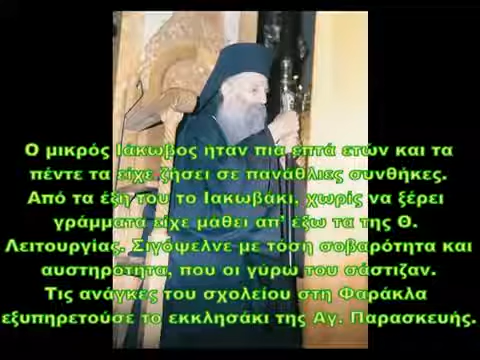 Ο μικρός Ιάκωβος ήταν πια επτά ετών και τα
πέντε τα είχε ζήσει σε πανάθλιες συνθήκες.
Από τα έξη του το Ιακωβάκι, χωρίς να ξέρει
γράμματα είχε μάθει απ’ έξω τα της Θ.
Λειτουργίας. Σιγόψελνε με τόση σοβαρότητα και
αυστηρότητα, που οι γύρω του σάστιζαν.
Τις ανάγκες του σχολείου στη Φαράκλα
εξυπηρετούσε το εκκλησάκι της Αγ. Παρασκευής.